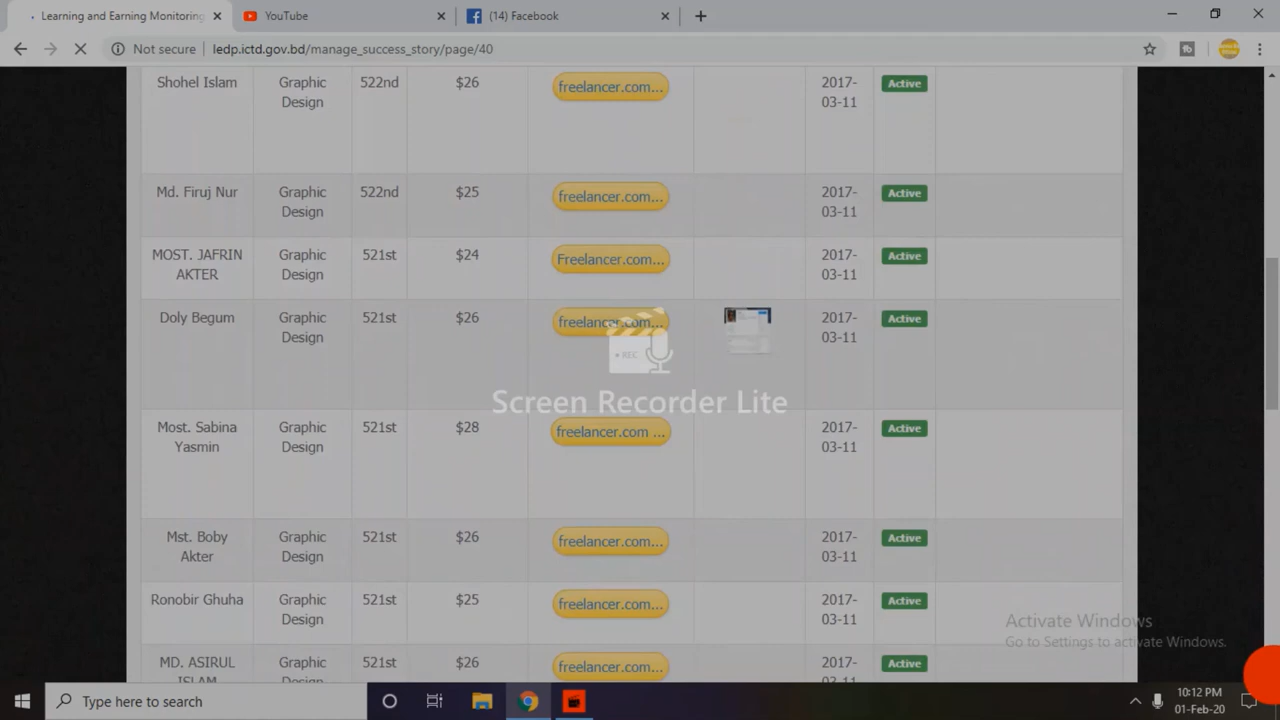 Learning and Earning Monitoring
YouTube
(14) Facebook
Not secure
ledp.ictd.gov.bd/manage_success_story/page/40
Shohel Islam Graphic Design 522nd $26 freelancer.com... 2017-03-11 Active
Md. Firuj Nur Graphic Design 522nd $25 freelancer.com... 2017-03-11 Active
MOST. JAFRIN AKTER Graphic Design 521st $24 Freelancer.com... 2017-03-11 Active
Doly Begum Graphic Design 521st $26 freelancer.com... 2017-03-11 Active
• REC
Screen Recorder Lite
Most. Sabina Yasmin Graphic Design 521st $28 freelancer.com ... 2017-03-11 Active
Mst. Boby Akter Graphic Design 521st $26 freelancer.com... 2017-03-11 Active
Ronobir Ghuha Graphic Design 521st $25 freelancer.com... 2017-03-11 Active
MD. ASIRUL ISLAM Graphic Design 521st $26 freelancer.com... 2017-03-11 Active
Activate Windows
Go to Settings to activate Windows.
Type here to search
10:12 PM
01-Feb-20